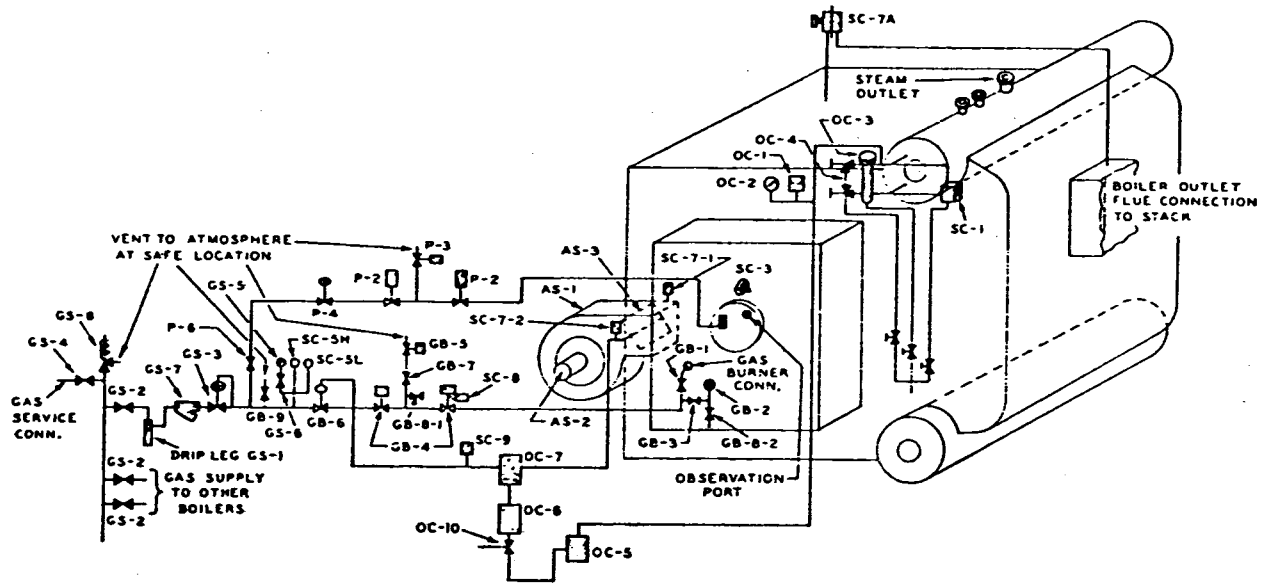 SC-7A
STEAM
OUTLET
OC-3
OC-4
OC-1
OC-2
SC-1
BOILER OUTLET
FLUE CONNECTION
TO STACK
VENT TO ATMOSPHERE
AT SAFE LOCATION
P-3
P-2
P-2
P-4
AS-3
AS-1
SC-7-1
SC-3
SC-7-2
GS-8
GS-4
GS-5
P-6
SC-5H
SC-5L
GS-3
GS-7
GS-2
GAS
SERVICE
CONN.
GB-9
GS-6
GB-6
GB-5
GB-7
SC-8
GB-8-1
GB-4
GB-1
GAS
BURNER
CONN.
GB-2
GB-3
GB-8-2
AS-2
DRIP LEG GS-1
GS-2
GAS SUPPLY
TO OTHER
BOILERS
GS-2
SC-9
OC-7
OC-6
OC-10
OC-5
OBSERVATION
PORT